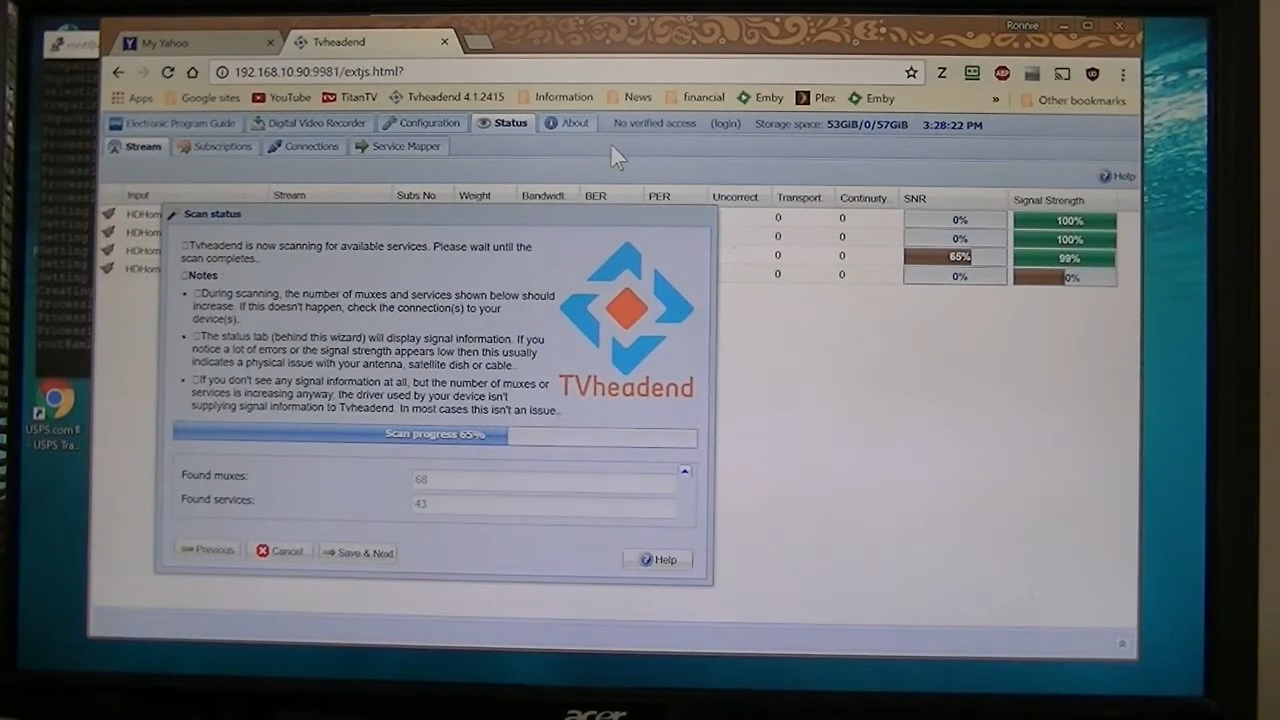 Ronnie
My Yahoo
Tvheadend
192.168.10.90:9981/extjs.html?
Apps Google sites YouTube TitanTV Tvheadend 4.1.2415 Information News financial Emby Plex Emby » Other bookmarks
Electronic Program Guide Digital Video Recorder Configuration Status About No verified access (login) Storage space: 53GiB/0/57GiB 3:28:22 PM
Stream Subscriptions Connections Service Mapper
Help
Input Stream Subs No. Weight Bandwidt. BER PER Uncorrect. Transport. Continuity. SNR Signal Strength
HDHom 0 0 0% 100%
HDHom 0 0 0% 100%
HDHom 0 0 65% 99%
HDHom 0 0 0% 0%
Scan status
Tvheadend is now scanning for available services. Please wait until the
scan completes..
Notes :
• During scanning, the number of muxes and services shown below should
increase. If this doesn't happen, check the connection(s) to your
device(s)..
• The status tab (behind this wizard) will display signal information. If you
notice a lot of errors or the signal strength appears low then this usually
indicates a physical issue with your antenna, satellite dish or cable..
• If you don't see any signal information at all, but the number of muxes or
services is increasing anyway, the driver used by your device isn't
supplying signal information to Tvheadend. In most cases this isn't an issue..
TVheadend
Scan progress 65%
Found muxes: 68
Found services: 43
Previous Cancel Save & Next Help
USPS.com
- USPS Tra...
acer